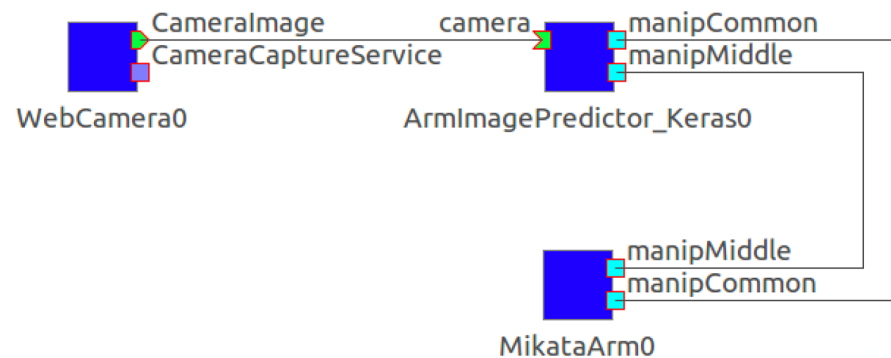 CameraImage
CameraCaptureService
WebCamera0
camera
manipCommon
manipMiddle
ArmImagePredictor_Keras0
manipMiddle
manipCommon
MikataArm0